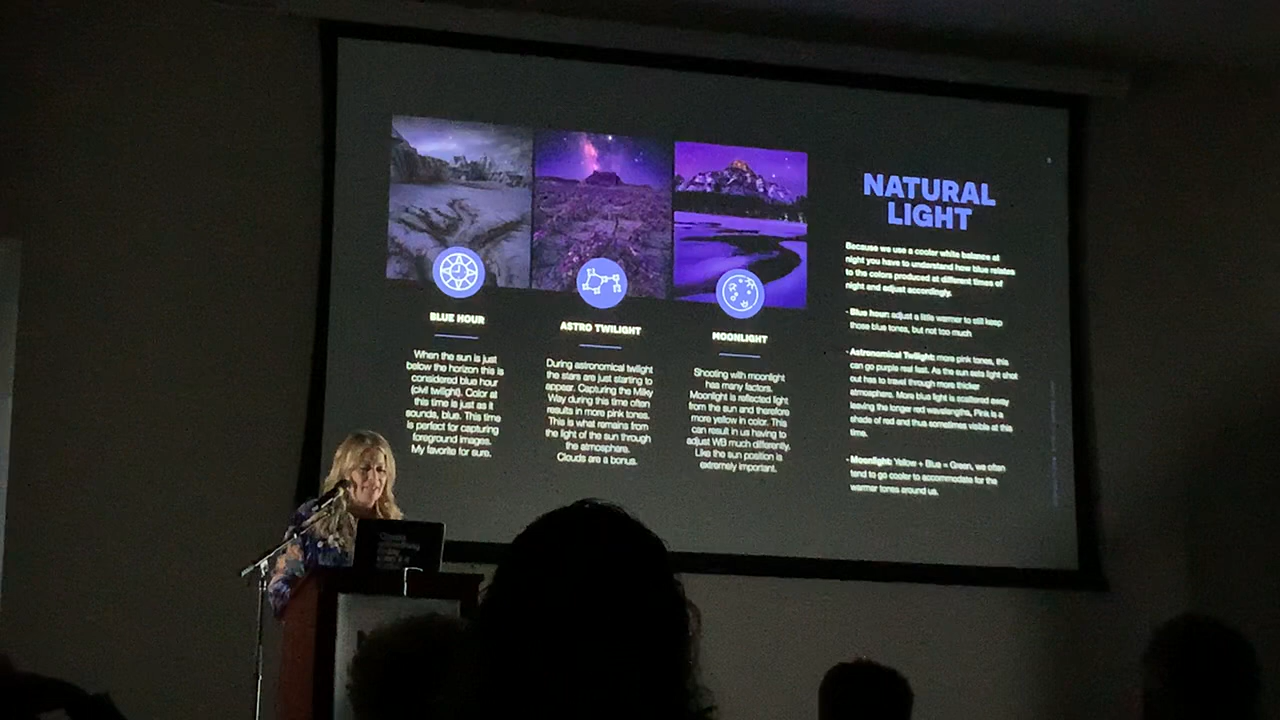 NATURAL
LIGHT
Because we use a cooler white balance at
night you have to understand how blue relates
to the colors produced at different times of
night and adjust accordingly.
- Blue hour: adjust a little warmer to still keep
those blue tones, but not too much
- Astronomical Twilight: more pink tones, this
can go purple real fast. As the sun sets light shot
out has to travel through more thicker
atmosphere. More blue light is scattered away
leaving the longer red wavelengths, Pink is a
shade of red and thus sometimes visible at this
time.
- Moonlight: Yellow + Blue = Green, we often
tend to go cooler to accommodate for the
warmer tones around us.
BLUE HOUR
When the sun is just
below the horizon this is
considered blue hour
(civil twilight). Color at
this time is just as it
sounds, blue. This time
is perfect for capturing
foreground images.
My favorite for sure.
ASTRO TWILIGHT
During astronomical twilight
the stars are just starting to
appear. Capturing the Milky
Way during this time often
results in more pink tones.
This is what remains from
the light of the sun through
the atmosphere.
Clouds are a bonus.
MOONLIGHT
Shooting with moonlight
has many factors.
Moonlight is reflected light
from the sun and therefore
more yellow in color. This
can result in us having to
adjust WB much differently.
Like the sun position is
extremely important.